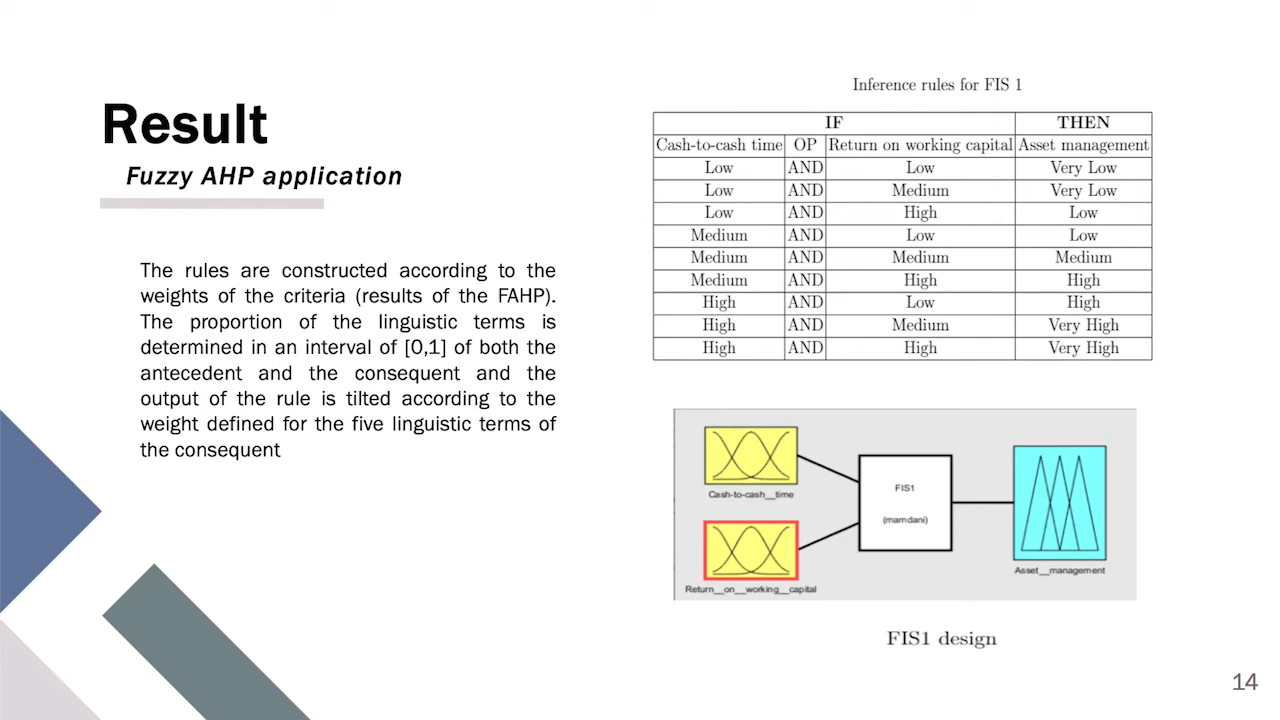 Result
Fuzzy AHP application
The rules are constructed according to the
weights of the criteria (results of the FAHP).
The proportion of the linguistic terms is
determined in an interval of [0,1] of both the
antecedent and the consequent and the
output of the rule is tilted according to the
weight defined for the five linguistic terms of
the consequent
Inference rules for FIS 1
IF THEN
Cash-to-cash time OP Return on working capital Asset management
Low AND Low Very Low
Low AND Medium Very Low
Low AND High Low
Medium AND Low Low
Medium AND Medium Medium
Medium AND High High
High AND Low High
High AND Medium Very High
High AND High Very High
Cash-to-cash__time
FIS1
(mamdani)
Asset__management
Return__on__working__capital
FIS1 design
14